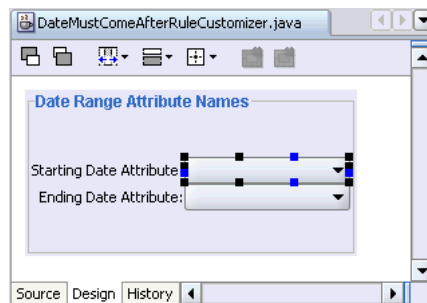 DateMustComeAfterRuleCustomizer.java
Date Range Attribute Names
Starting Date Attribute
Ending Date Attribute:
Source Design History